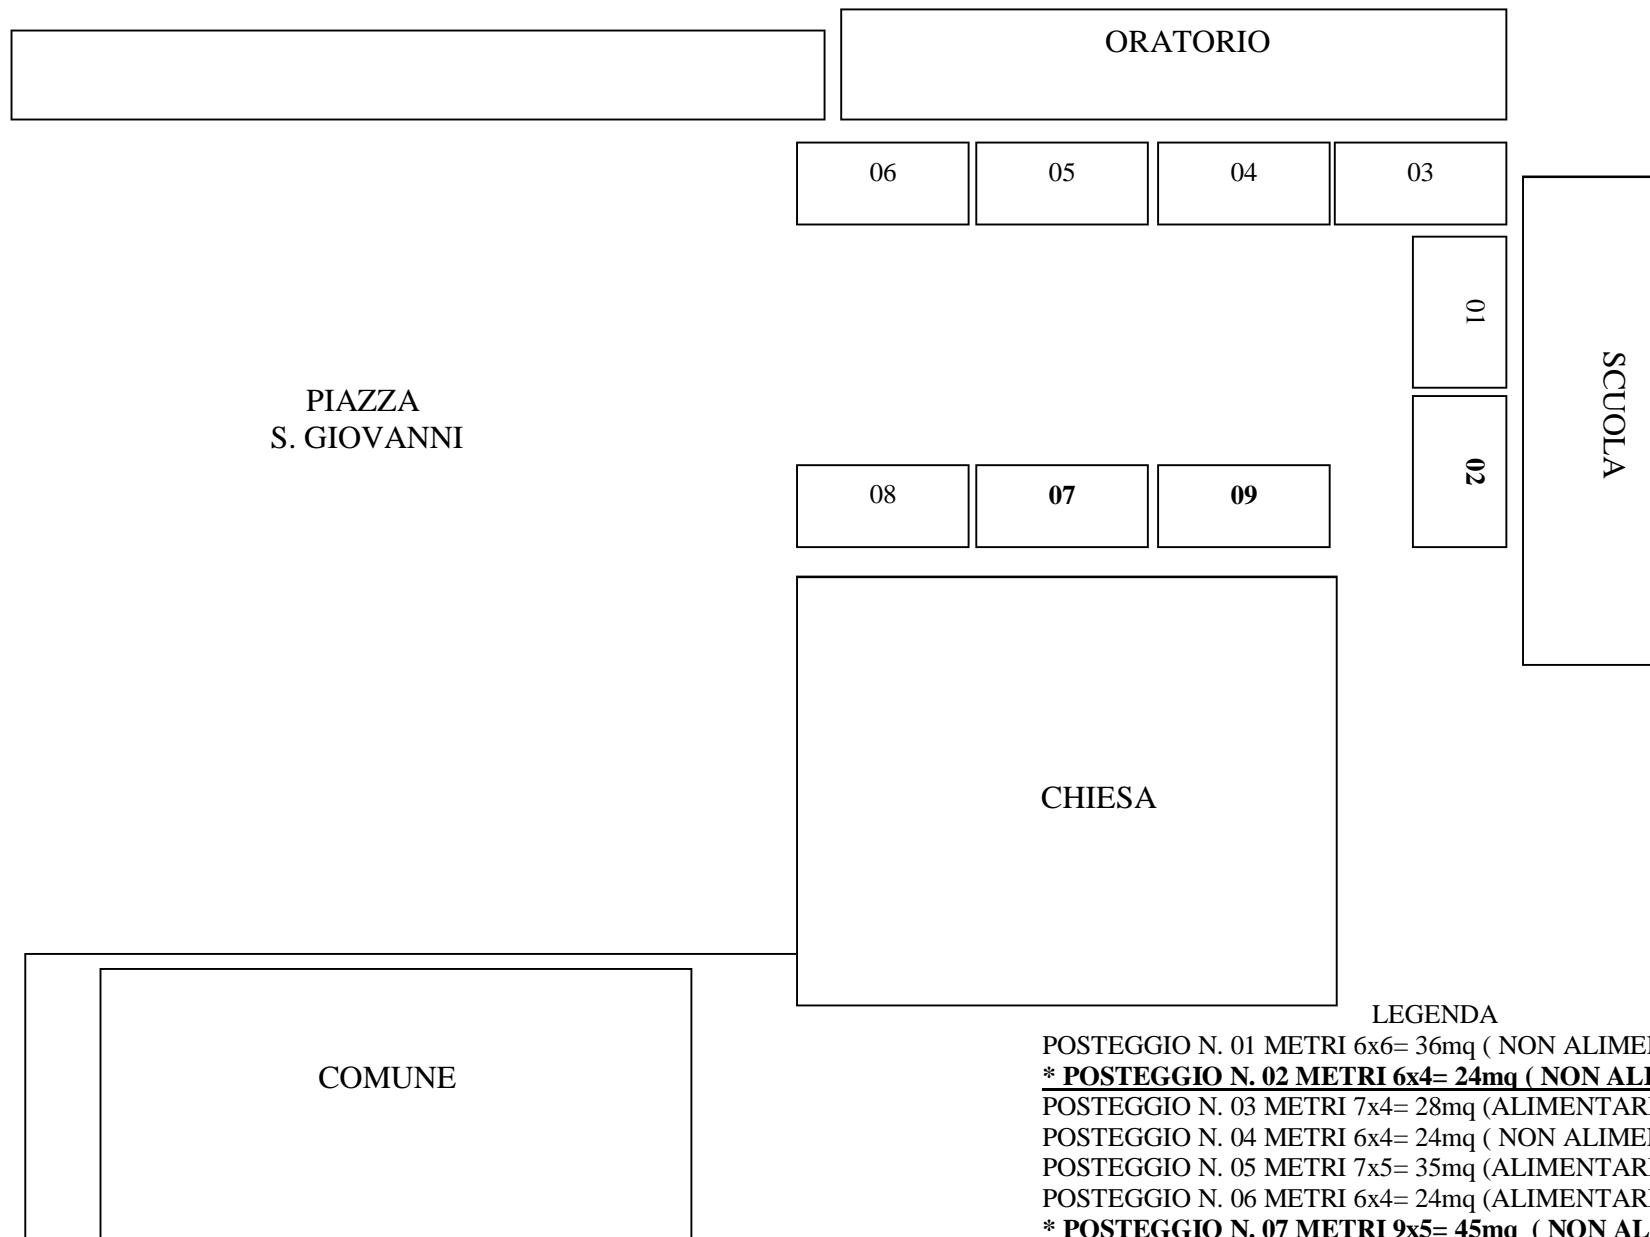 ORATORIO
06 05 04 03
01
SCUOLA
PIAZZA
S. GIOVANNI
02
08 07 09
CHIESA
LEGENDA
POSTEGGIO N. 01 METRI 6x6= 36mq ( NON
* POSTEGGIO N. 02 METRI 6x4= 24mq ( NON
POSTEGGIO N. 03 METRI 7x4= 28mq
POSTEGGIO N. 04 METRI 6x4= 24mq ( NON
POSTEGGIO N. 05 METRI 7x5= 35mq
POSTEGGIO N. 06 METRI 6x4= 24mq
* POSTEGGIO N. 07 METRI 9x5= 45mq ( NON
COMUNE